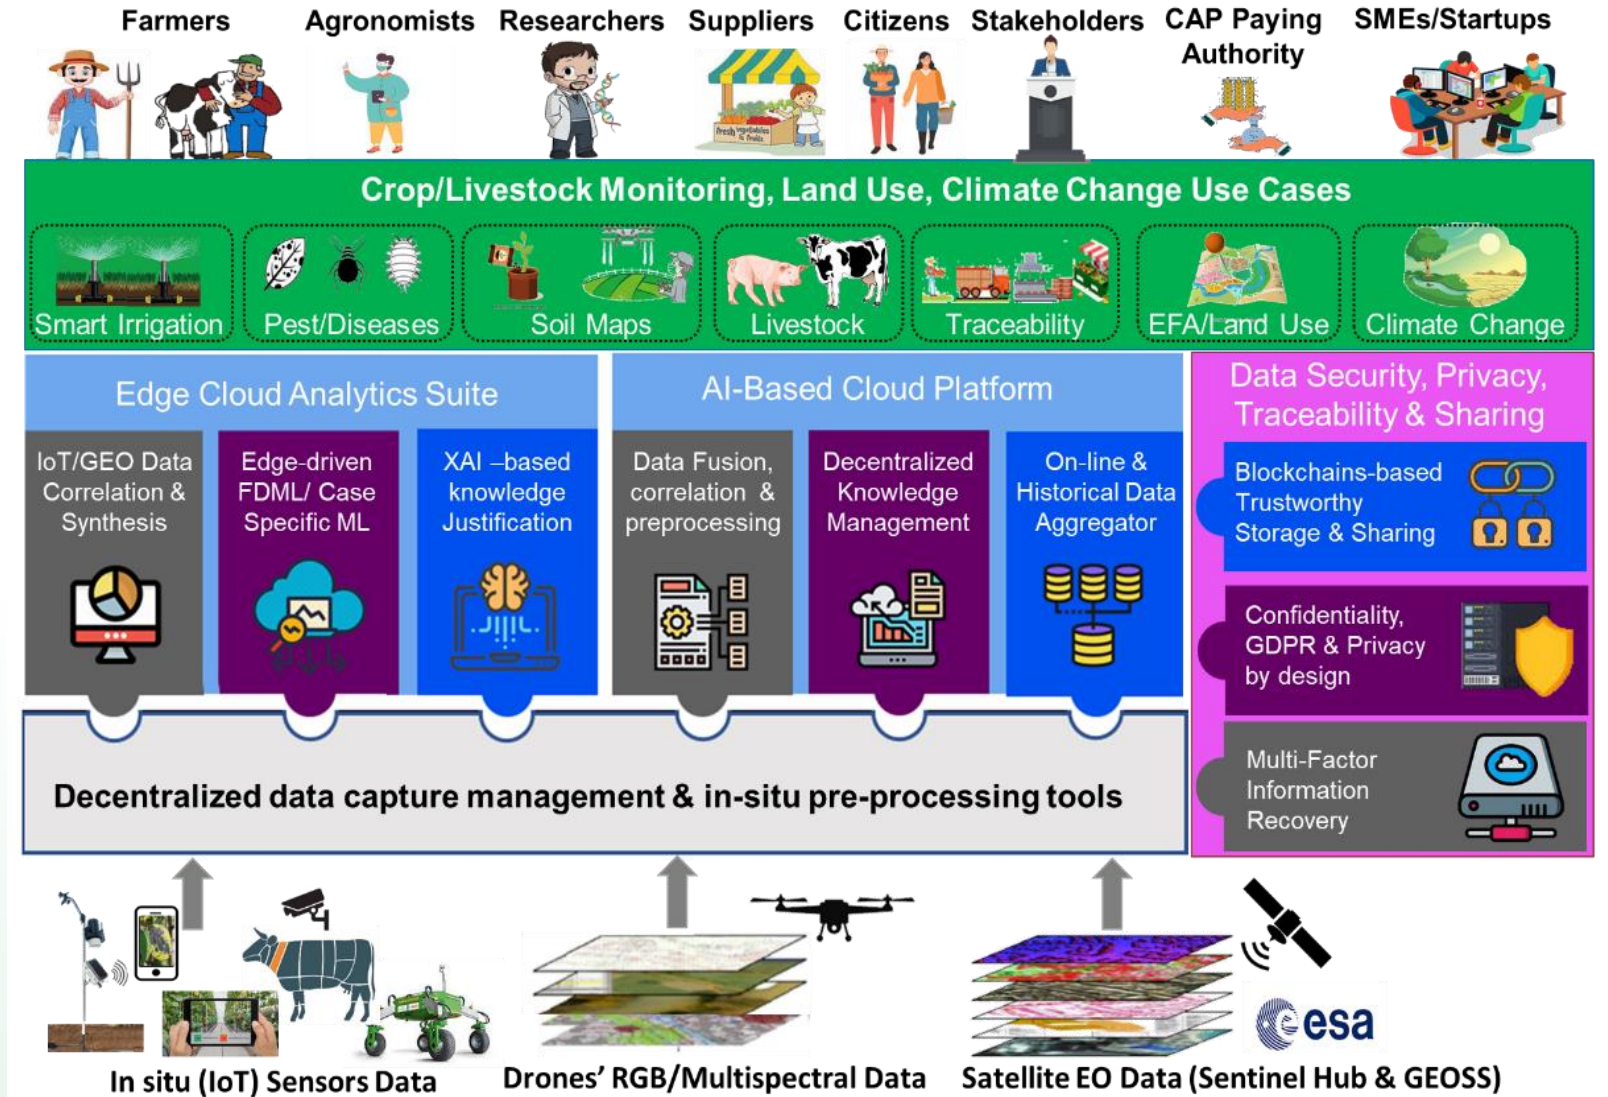 Farmers
Agronomists
Researchers
Suppliers
Citizens
Stakeholders
CAP Paying
Authority
SMEs/Startups
Fresh vegetables
& fruits
Crop/Livestock Monitoring, Land Use, Climate Change Use Cases
Smart Irrigation
Pest/Diseases
Soil Maps
Livestock
Traceability
EFA/Land Use
Climate Change
Edge Cloud Analytics Suite
IoT/GEO Data
Correlation &
Synthesis
Edge-driven
FDML/ Case
Specific ML
XAI –based
knowledge
Justification
AI-Based Cloud Platform
Data Fusion,
correlation &
preprocessing
Decentralized
Knowledge
Management
On-line &
Historical Data
Aggregator
Data Security, Privacy,
Traceability & Sharing
Blockchains-based
Trustworthy
Storage & Sharing
Confidentiality,
GDPR & Privacy
by design
Multi-Factor
Information
Recovery
Decentralized data capture management & in-situ pre-processing tools
esa
In situ (IoT) Sensors Data
Drones' RGB/Multispectral Data
Satellite EO Data (Sentinel Hub & GEOSS)